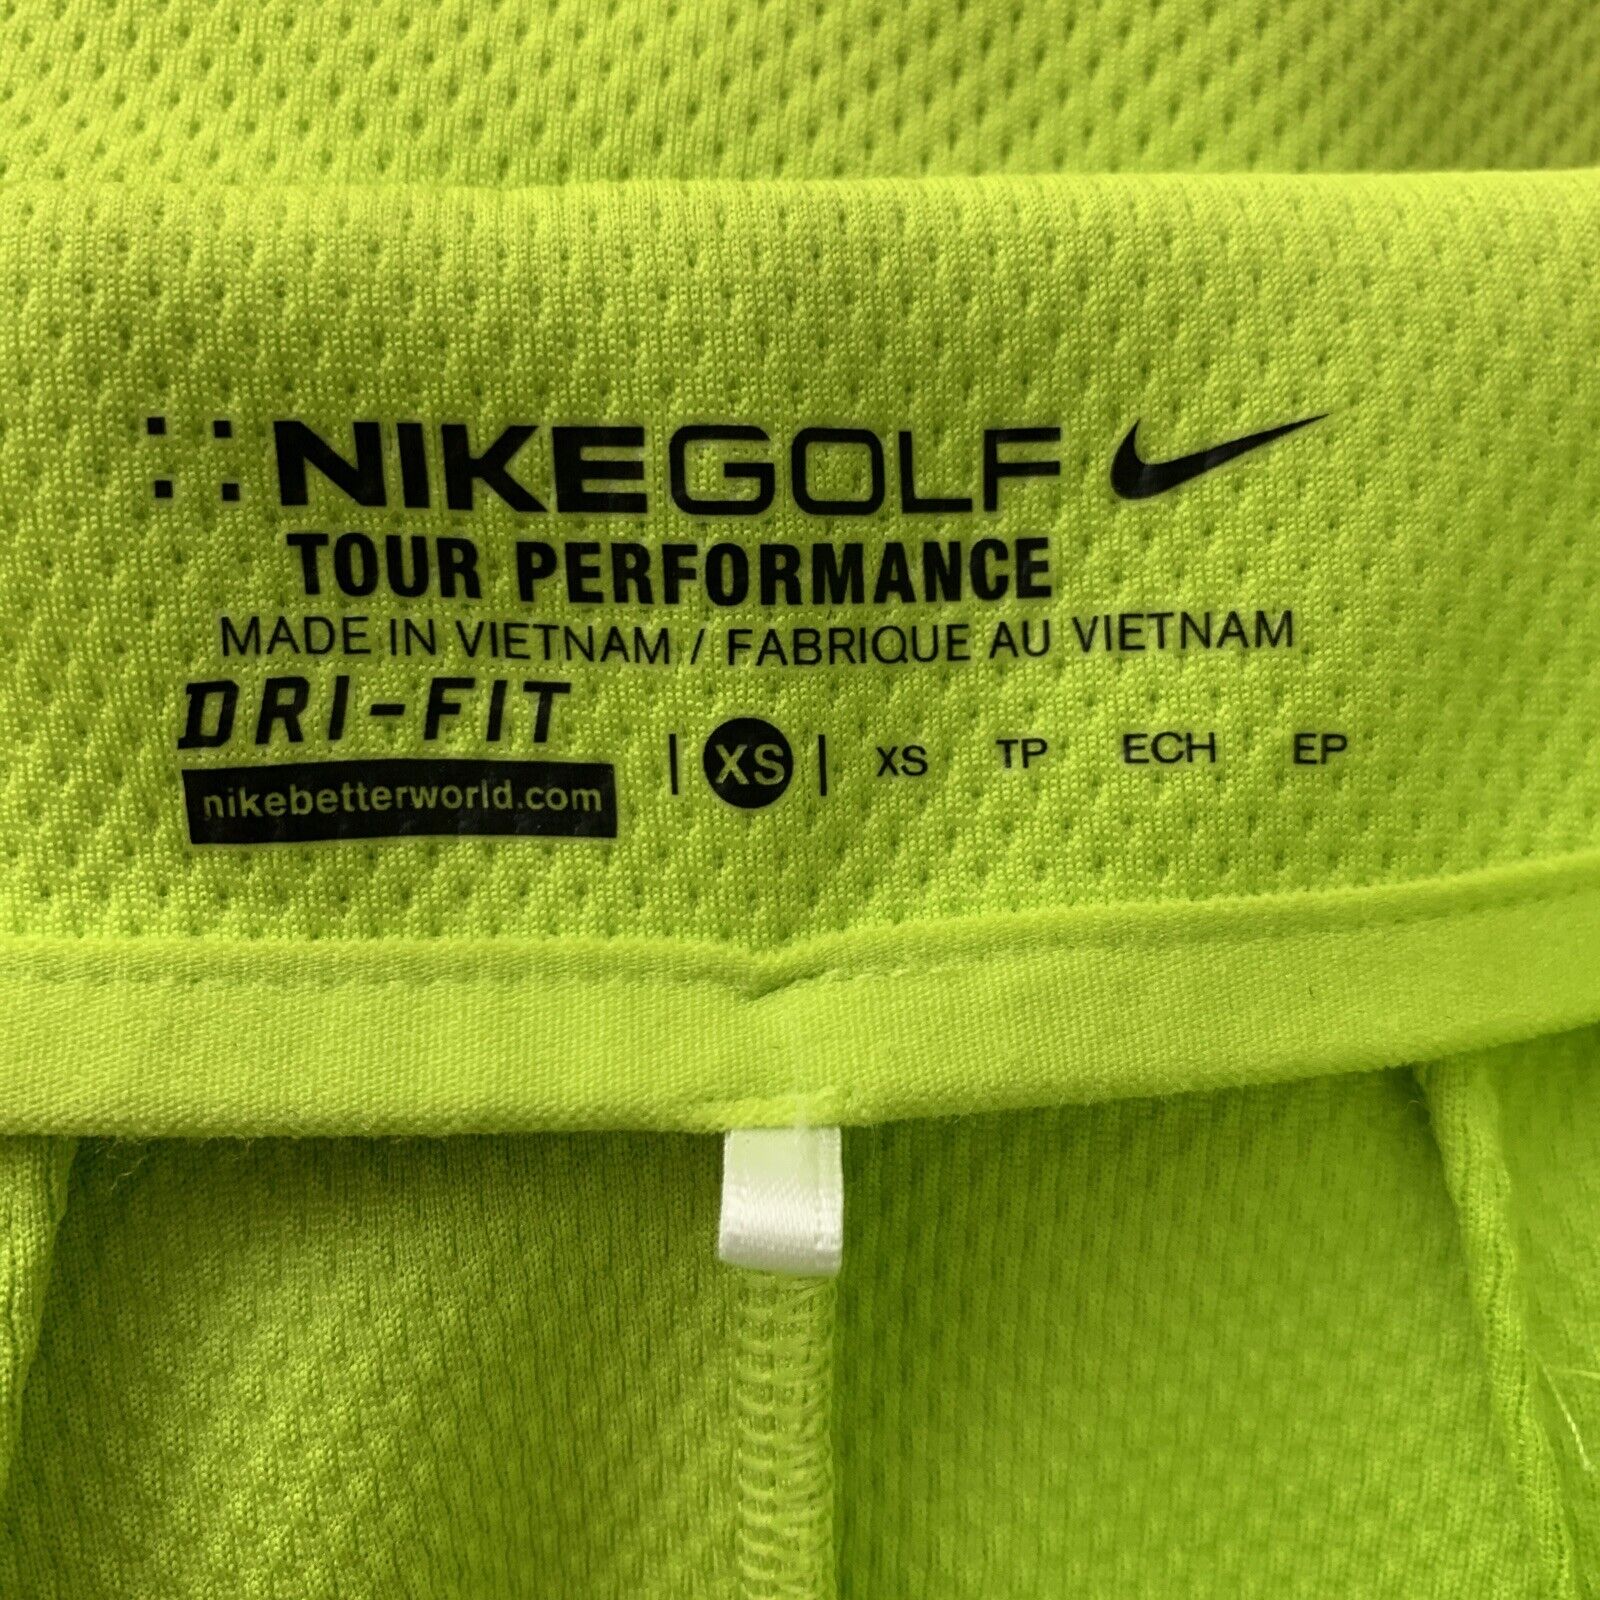 NIKEGOLF
TOUR PERFORMANCE
MADE IN VIETNAM / FABRIQUE AU VIETNAM
DRI-FIT
nikebetterworld.com
| XS | XS TP ECH EP